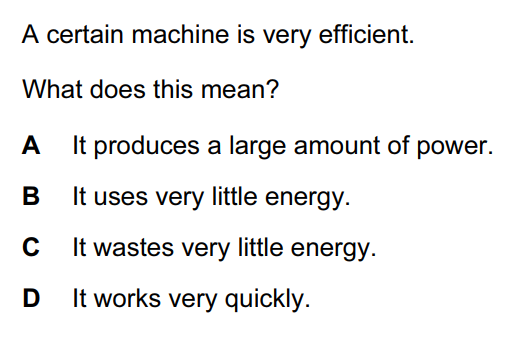 A certain machine is very efficient.
What does this mean?
A It produces a large amount of power.
B It uses very little energy.
C It wastes very little energy.
D It works very quickly.